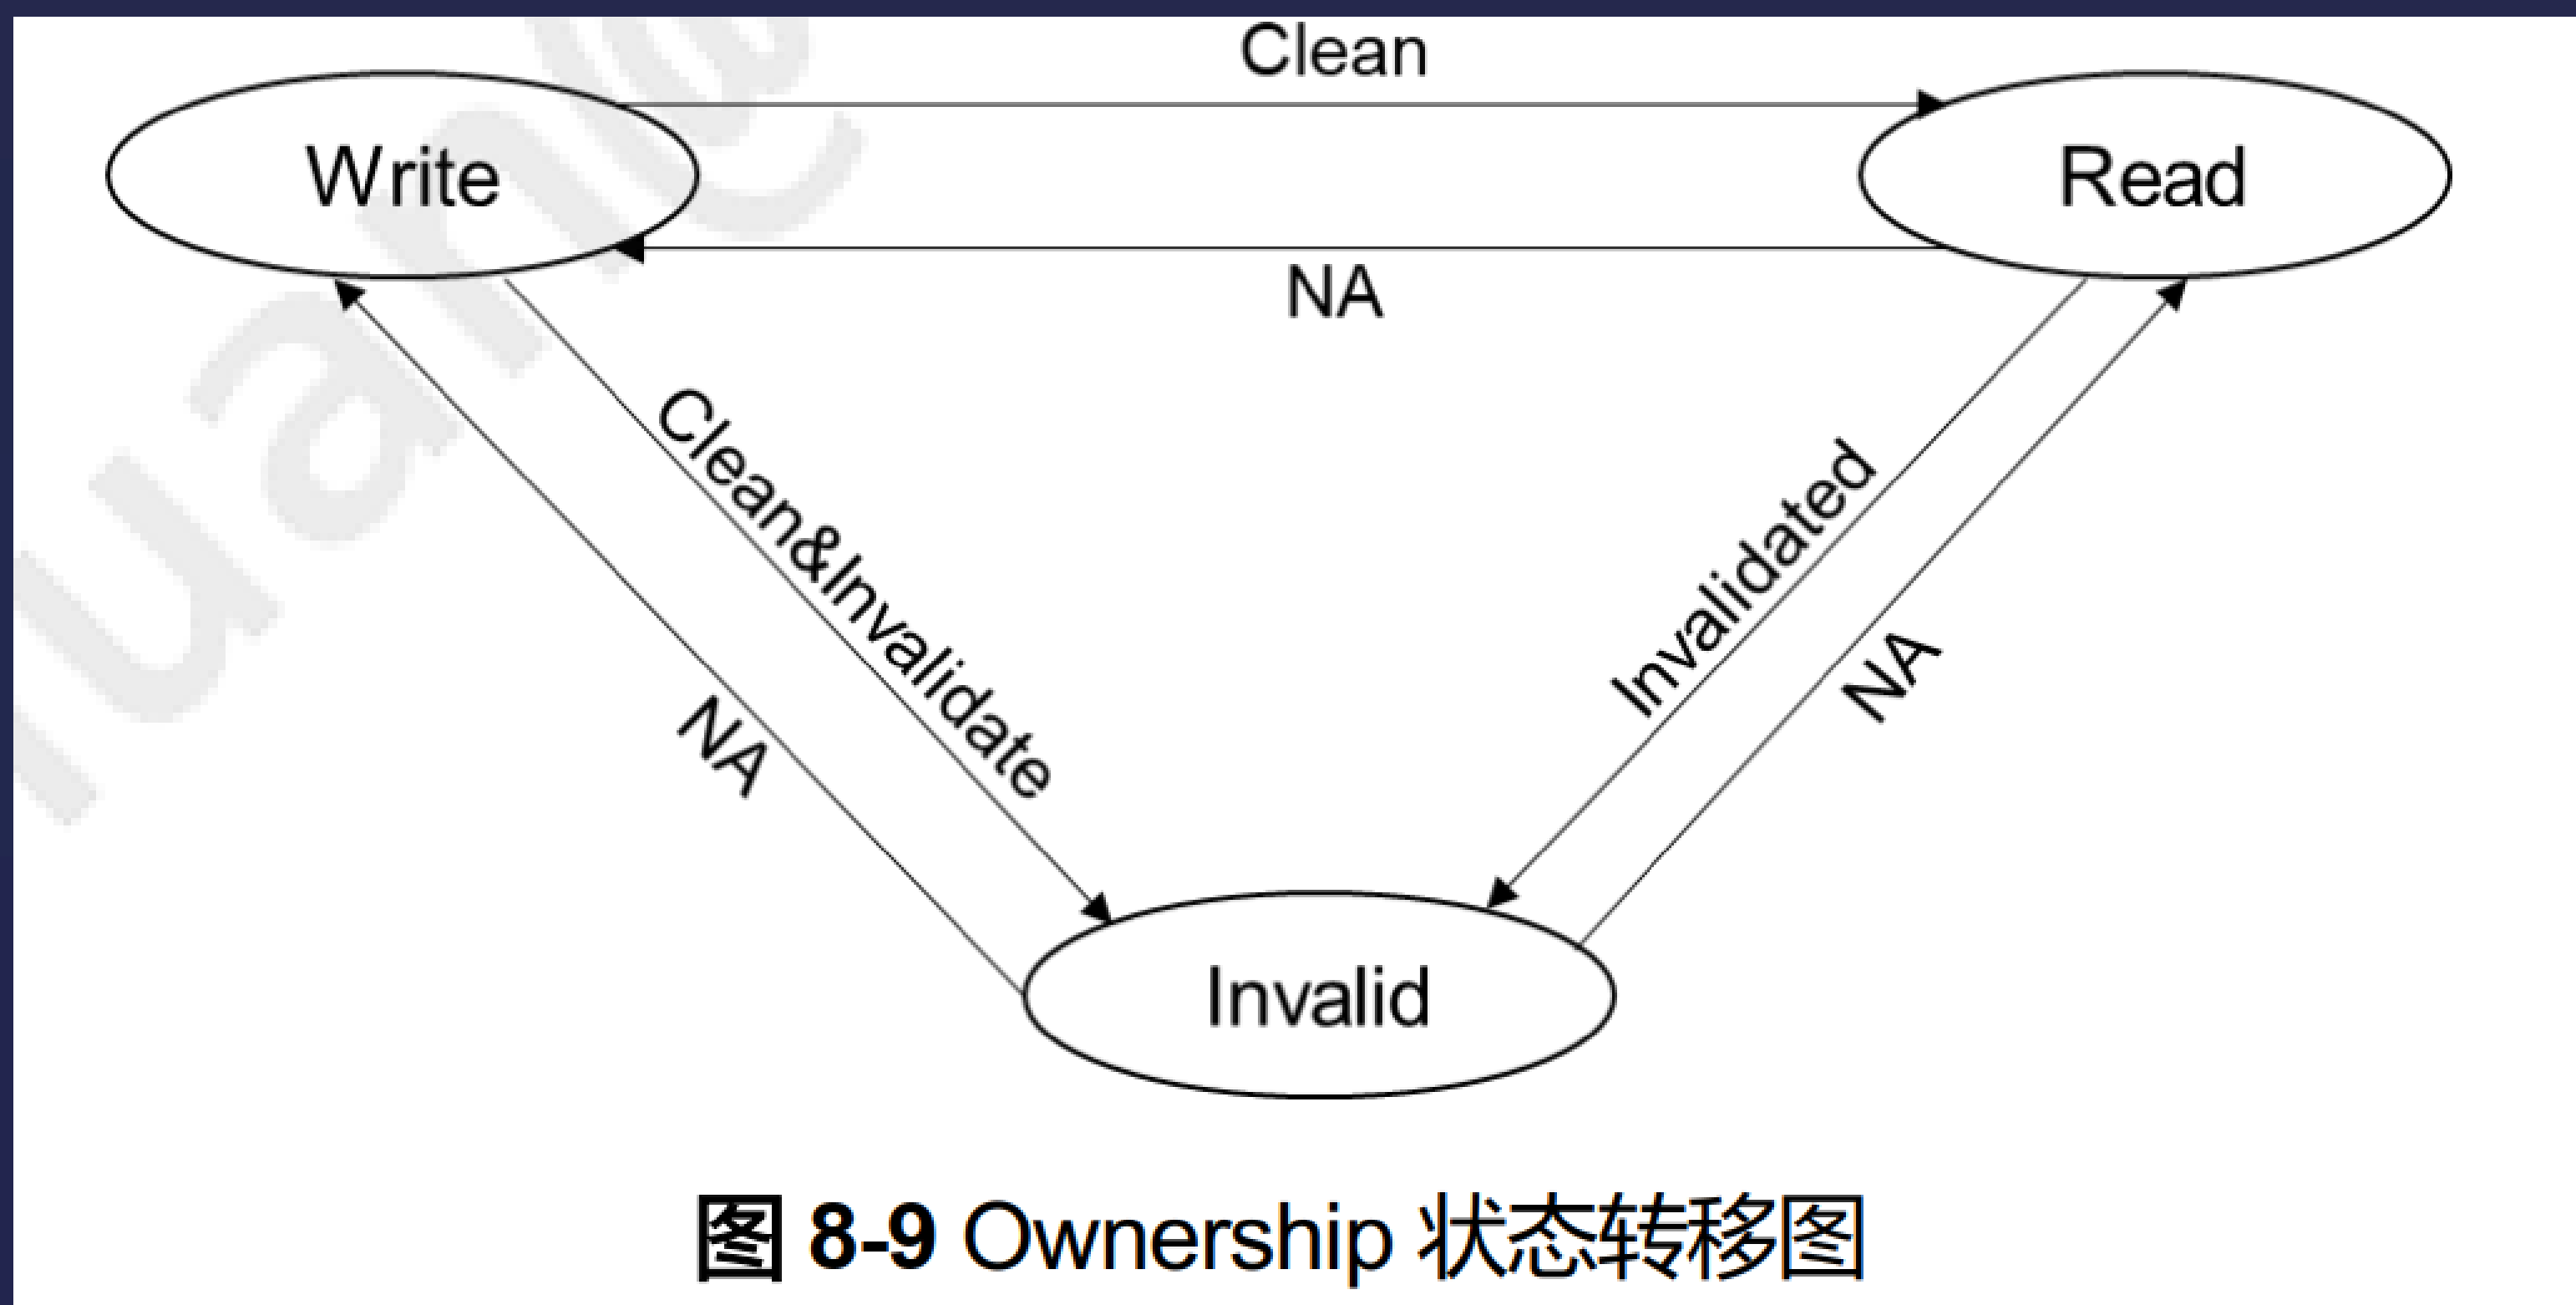 Clean
Write
Read
NA
Clean&Invalidate
Invalidated
NA
NA
Invalid
图 8-9 Ownership 状态转移图